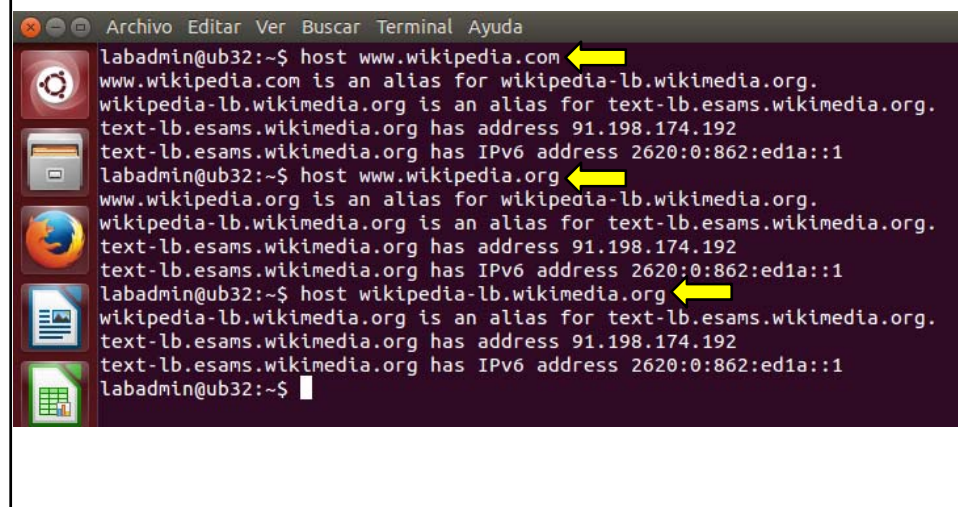 Archivo Editar Ver Buscar Terminal Ayuda
labadmin@ub32:~$ host www.wikipedia.com
www.wikipedia.com is an alias for wikipedia-lb.wikimedia.org.
wikipedia-lb.wikimedia.org is an alias for text-lb.esams.wikimedia.org.
text-lb.esams.wikimedia.org has address 91.198.174.192
text-lb.esams.wikimedia.org has IPv6 address 2620:0:862:ed1a::1
labadmin@ub32:~$ host www.wikipedia.org
www.wikipedia.org is an alias for wikipedia-lb.wikimedia.org.
wikipedia-lb.wikimedia.org is an alias for text-lb.esams.wikimedia.org.
text-lb.esams.wikimedia.org has address 91.198.174.192
text-lb.esams.wikimedia.org has IPv6 address 2620:0:862:ed1a::1
labadmin@ub32:~$ host wikipedia-lb.wikimedia.org
wikipedia-lb.wikimedia.org is an alias for text-lb.esams.wikimedia.org.
text-lb.esams.wikimedia.org has address 91.198.174.192
text-lb.esams.wikimedia.org has IPv6 address 2620:0:862:ed1a::1
labadmin@ub32:~$